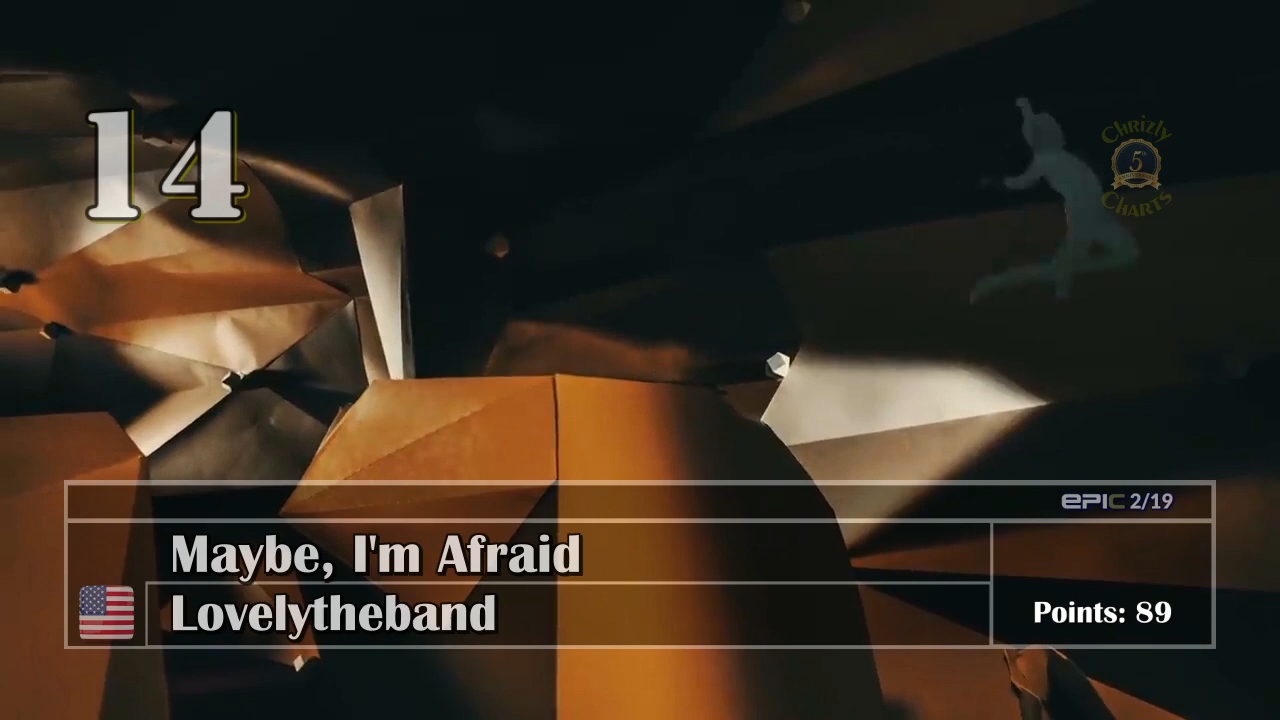 14
Chrizly
5
Charts
epic 2/19
Maybe, I'm Afraid
Lovelytheband
Points: 89